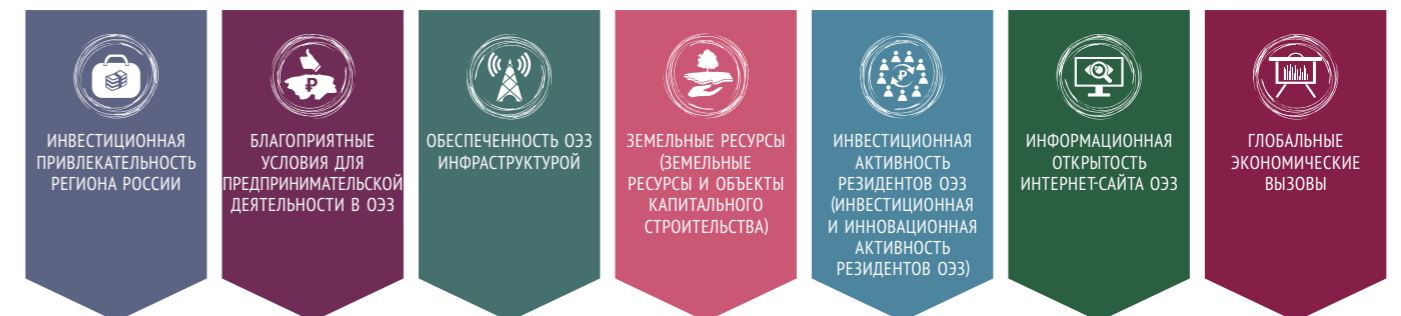 ИНВЕСТИЦИОННАЯ
ПРИВЛЕКАТЕЛЬНОСТЬ
РЕГИОНА РОССИИ
БЛАГОПРИЯТНЫЕ
УСЛОВИЯ ДЛЯ
ПРЕДПРИНИМАТЕЛЬСКОЙ
ДЕЯТЕЛЬНОСТИ В ОЭЗ
ОБЕСПЕЧЕННОСТЬ ОЭЗ
ИНФРАСТРУКТУРОЙ
ЗЕМЕЛЬНЫЕ РЕСУРСЫ
(ЗЕМЕЛЬНЫЕ
РЕСУРСЫ И ОБЪЕКТЫ
КАПИТАЛЬНОГО
СТРОИТЕЛЬСТВА)
ИНВЕСТИЦИОННАЯ
АКТИВНОСТЬ
РЕЗИДЕНТОВ ОЭЗ
(ИНВЕСТИЦИОННАЯ
И ИННОВАЦИОННАЯ
АКТИВНОСТЬ
РЕЗИДЕНТОВ ОЭЗ)
ИНФОРМАЦИОННАЯ
ОТКРЫТОСТЬ
ИНТЕРНЕТ-САЙТА ОЭЗ
ГЛОБАЛЬНЫЕ
ЭКОНОМИЧЕСКИЕ
ВЫЗОВЫ